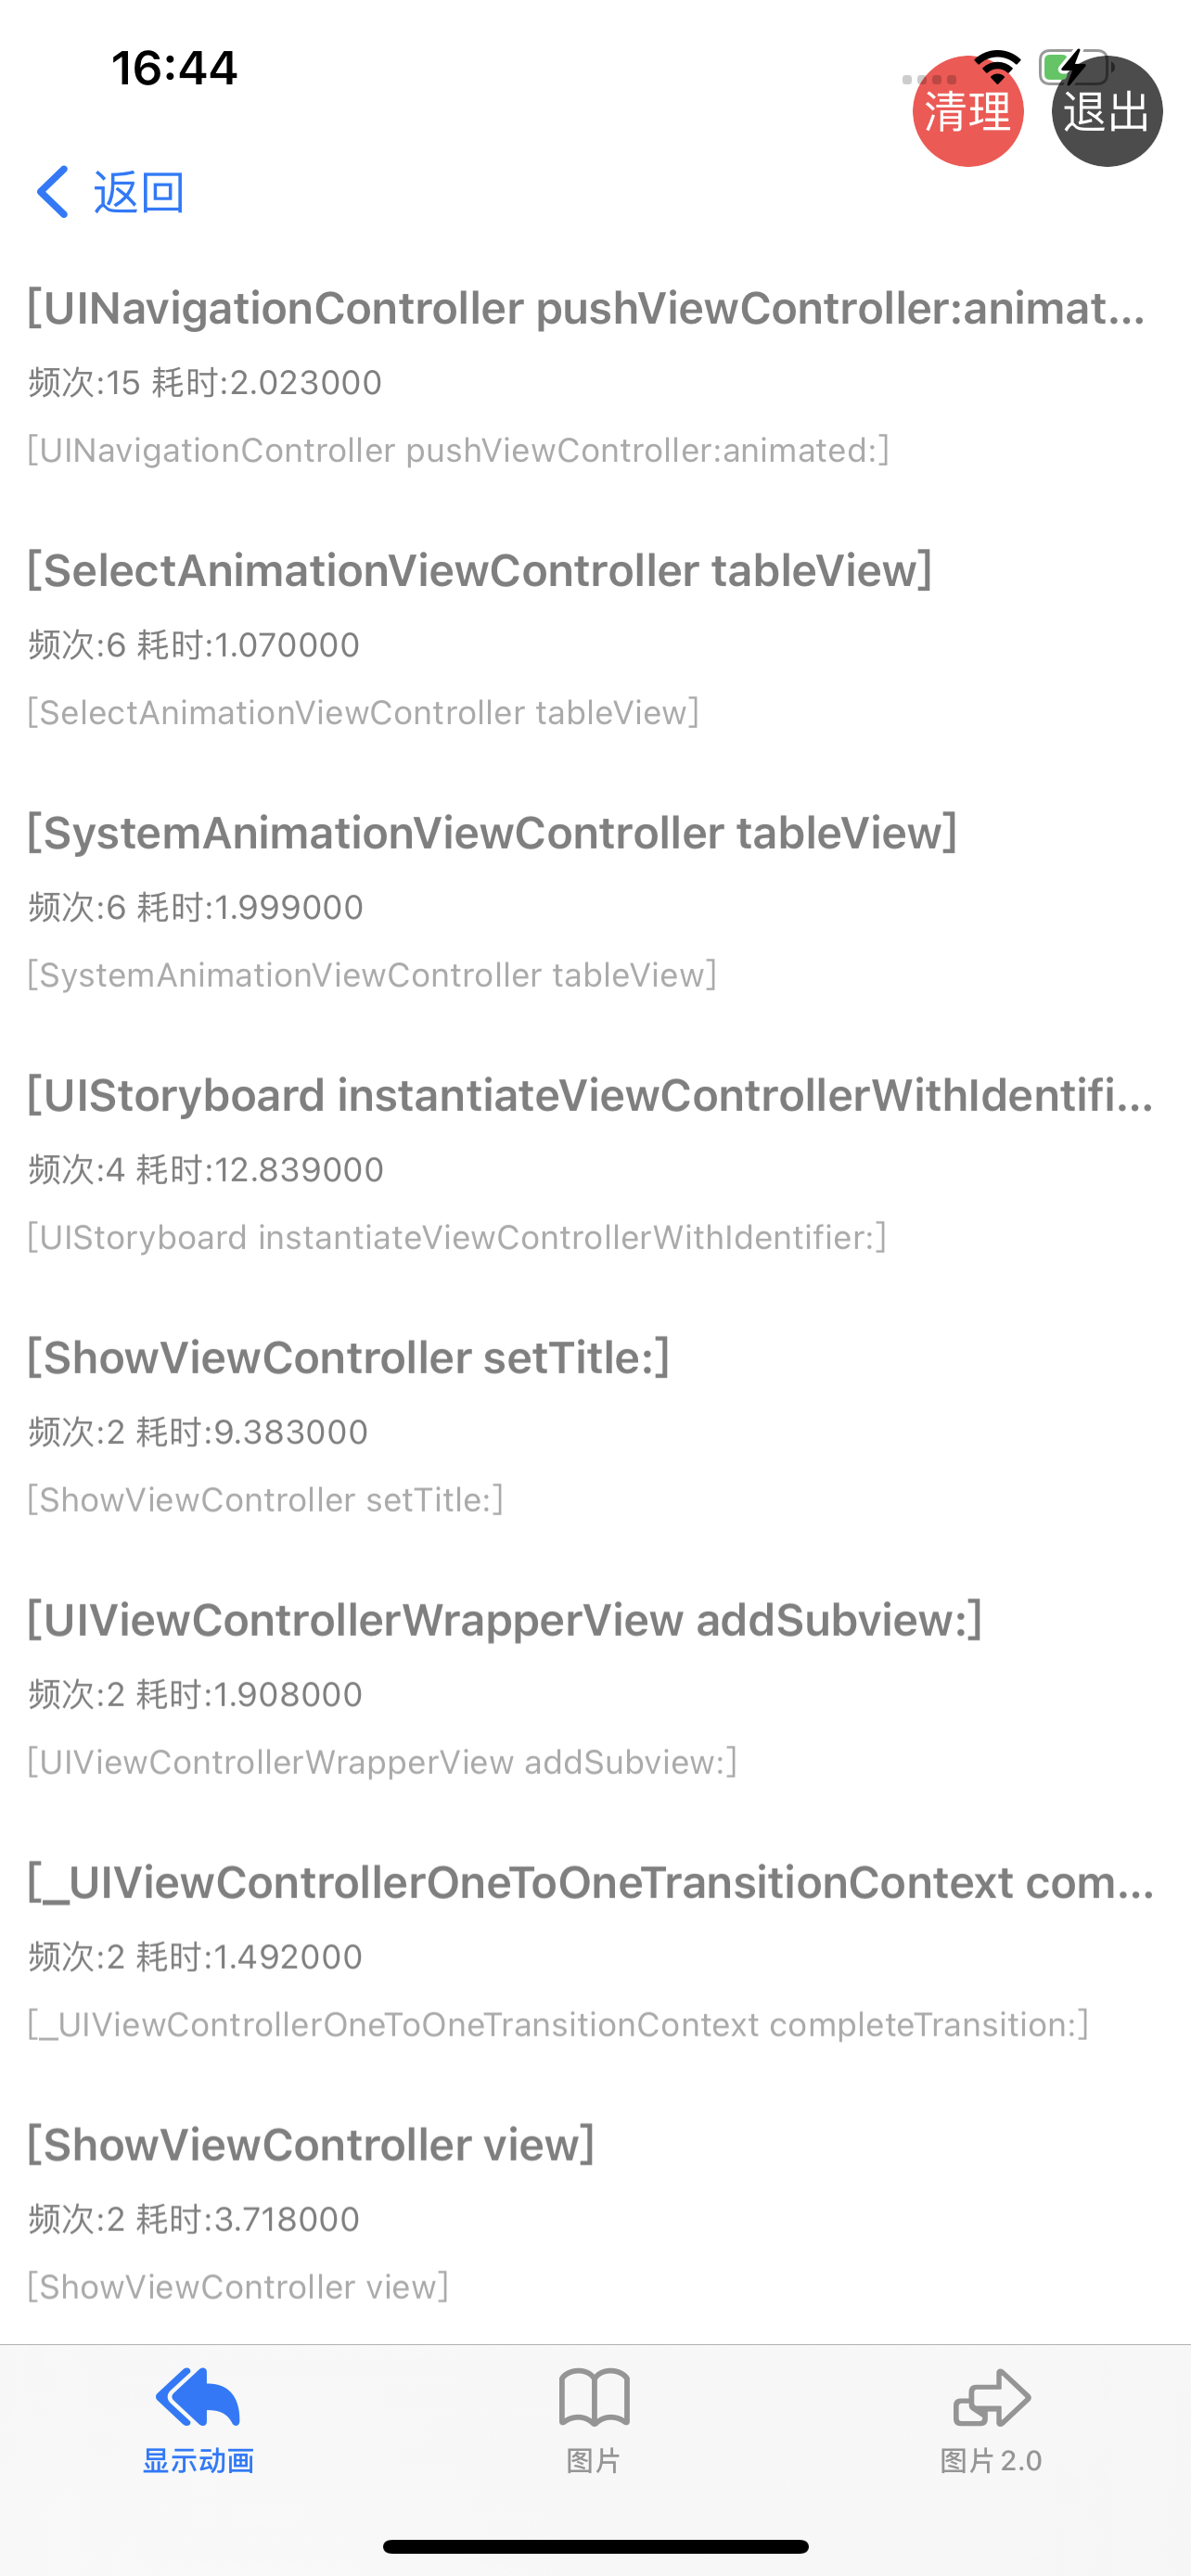 16:44
清理
退出
返回
[UINavigationController pushViewController:animat...
频次:15 耗时:2.023000
[UINavigationController pushViewController:animated:]
[SelectAnimationViewController tableView]
频次:6 耗时:1.070000
[SelectAnimationViewController tableView]
[SystemAnimationViewController tableView]
频次:6 耗时:1.999000
[SystemAnimationViewController tableView]
[UIStoryboard instantiateViewControllerWithIdentifi...
频次:4 耗时:12.839000
[UIStoryboard instantiateViewControllerWithIdentifier:]
[ShowViewController setTitle:]
频次:2 耗时:9.383000
[ShowViewController setTitle:]
[UIViewControllerWrapperView addSubview:]
频次:2 耗时:1.908000
[UIViewControllerWrapperView addSubview:]
[_UIViewControllerOneToOneTransitionContext com...
频次:2 耗时:1.492000
[_UIViewControllerOneToOneTransitionContext completeTransition:]
[ShowViewController view]
频次:2 耗时:3.718000
[ShowViewController view]
显示动画
图片
图片2.0